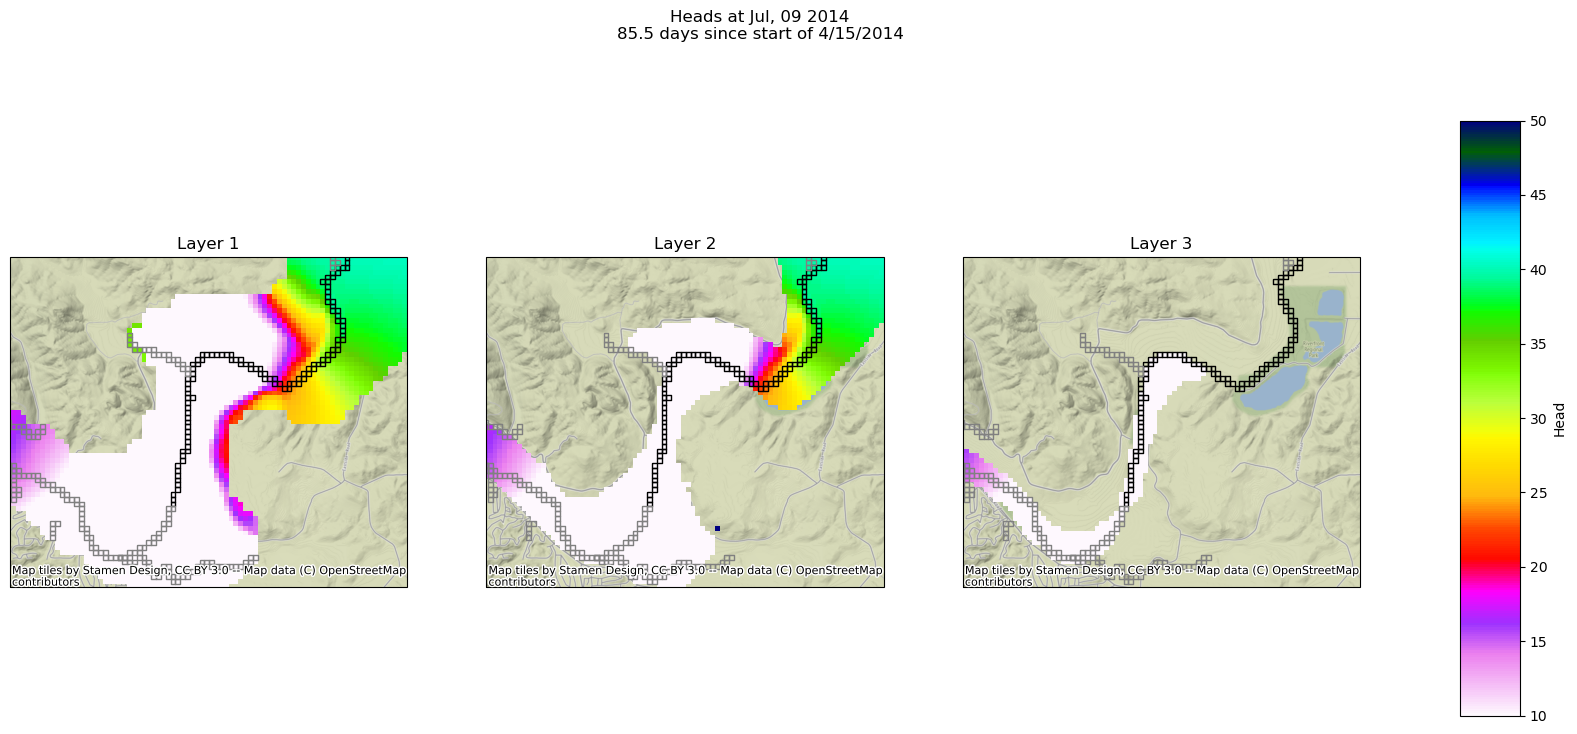 Heads at Jul, 09 2014
85.5 days since start of 4/15/2014
Layer 1
Layer 2
Layer 3
Map tiles by Stamen Design, CC BY 3.0 -- Map data (C) OpenStreetMap
contributors
Map tiles by Stamen Design, CC BY 3.0 -- Map data (C) OpenStreetMap
contributors
Map tiles by Stamen Design, CC BY 3.0 -- Map data (C) OpenStreetMap
contributors
50
45
40
35
30
25
20
15
10
Head